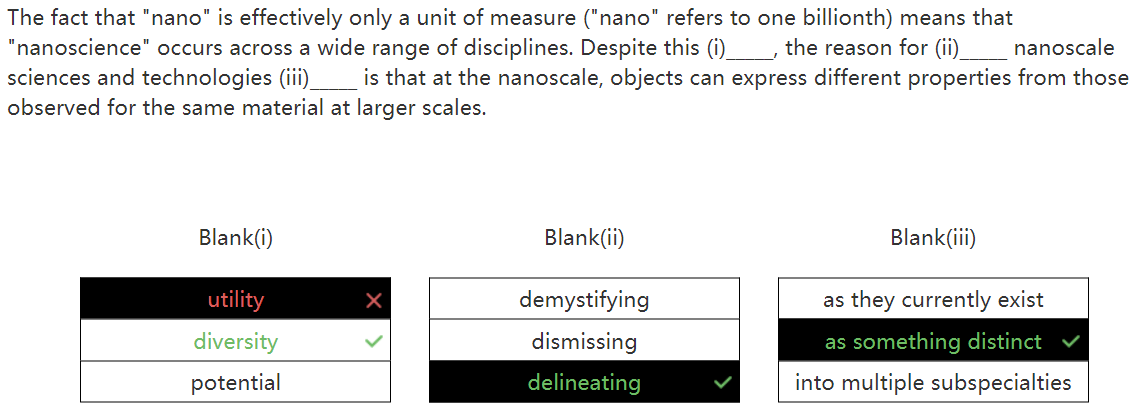 The fact that "nano" is effectively only a unit of measure ("nano" refers to one billionth) means that
"nanoscience" occurs across a wide range of disciplines. Despite this (i)_____, the reason for (ii)_____ nanoscale
sciences and technologies (iii)_____ is that at the nanoscale, objects can express different properties from those
observed for the same material at larger scales.
Blank(i) Blank(ii) Blank(iii)
utility demystifying as they currently exist
diversity dismissing as something distinct
potential delineating into multiple subspecialties